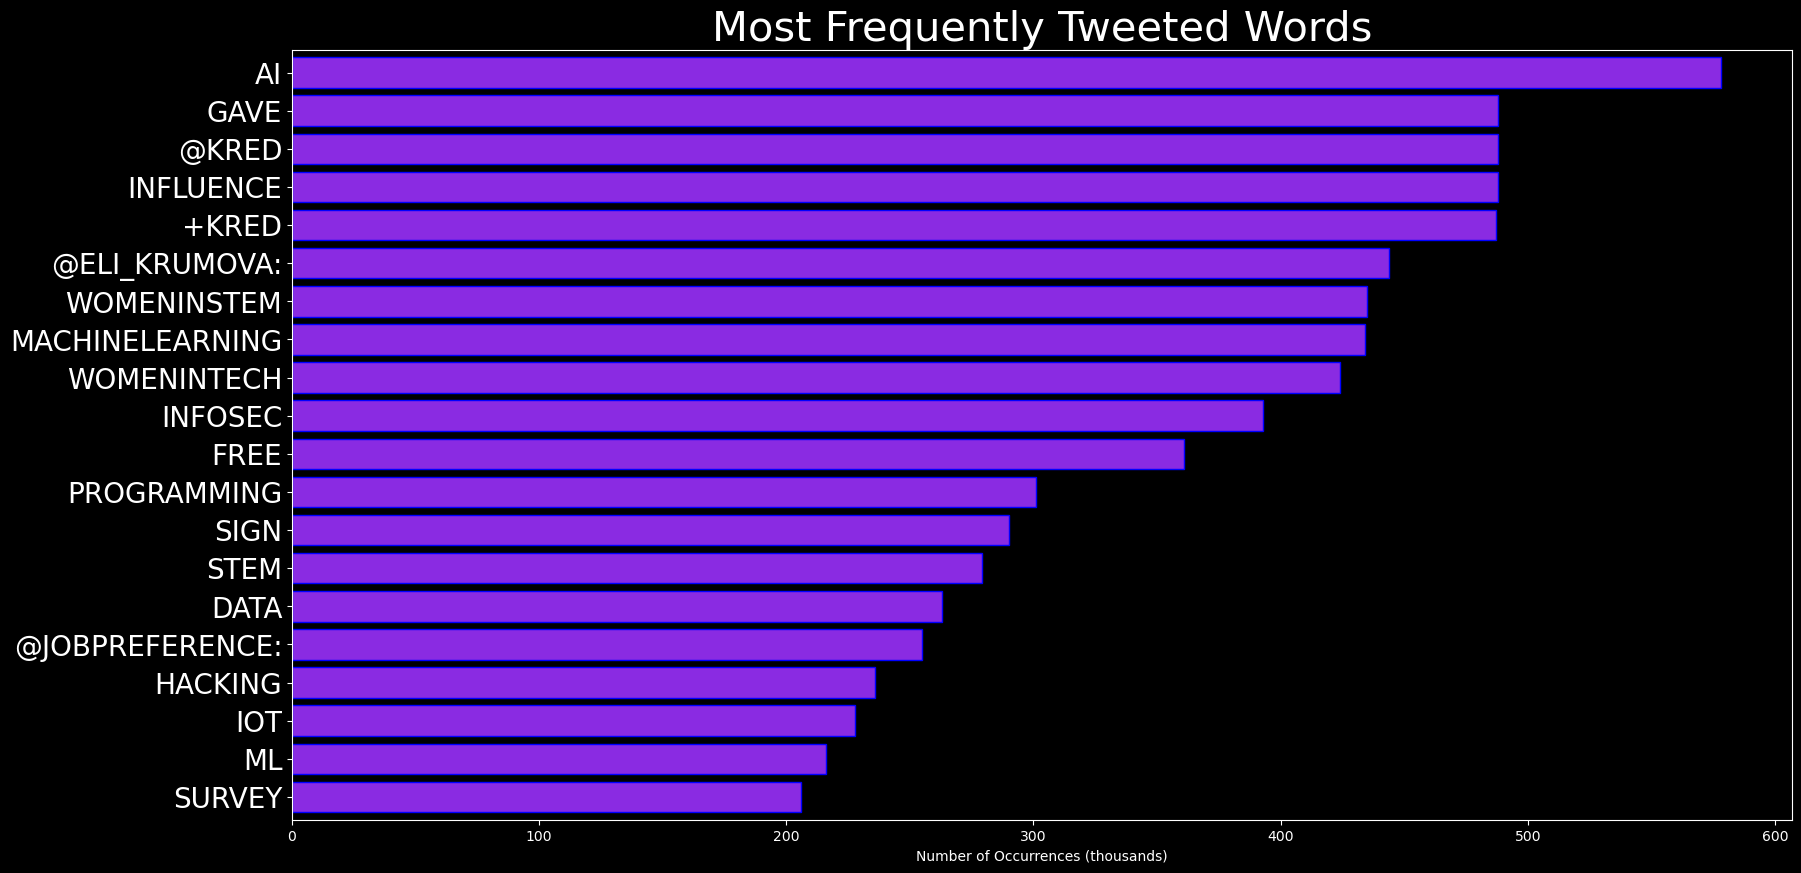 Most Frequently Tweeted Words
AI
GAVE
@KRED
INFLUENCE
+KRED
@ELI_KRUMOVA:
WOMENINSTEM
MACHINELEARNING
WOMENINTECH
INFOSEC
FREE
PROGRAMMING
SIGN
STEM
DATA
@JOBPREFERENCE:
HACKING
IOT
ML
SURVEY
0 100 200 300 400 500 600
Number of Occurrences (thousands)